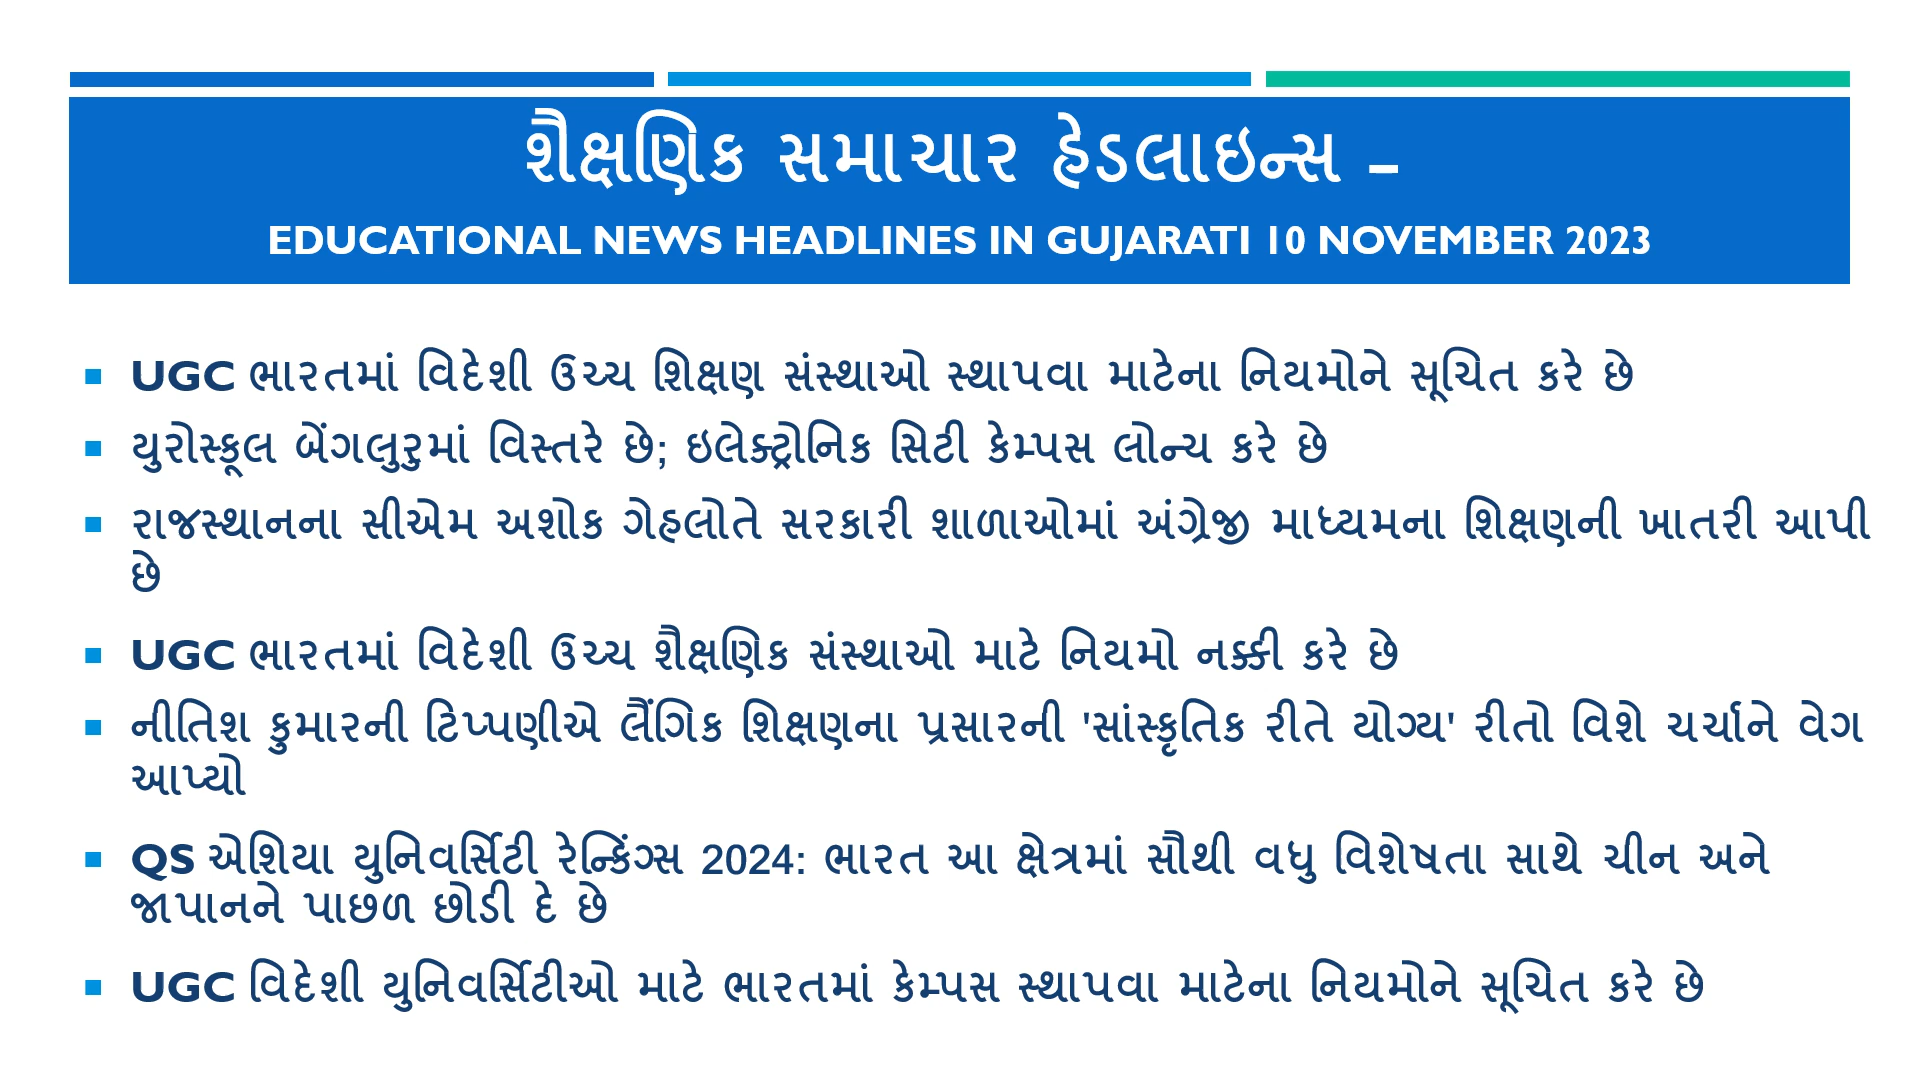 શૈક્ષણિક સમાચાર હેડલાઇન્સ –
EDUCATIONAL NEWS HEADLINES IN GUJARATI 10 NOVEMBER 2023
▪ UGC ભારતમાં વિદેશી ઉચ્ચ શિક્ષણ સંસ્થાઓ સ્થાપવા માટેના નિયમોને સૂચિત કરે છે
▪ યુરોસ્કૂલ બેંગલુરુમાં વિસ્તરે છે; ઇલેક્ટ્રોનિક સિટી કેમ્પસ લોન્ચ કરે છે
▪ રાજસ્થાનના સીએમ અશોક ગેહલોતે સરકારી શાળાઓમાં અંગ્રેજી માધ્યમના શિક્ષણની ખાતરી આપી
છે
▪ UGC ભારતમાં વિદેશી ઉચ્ચ શૈક્ષણિક સંસ્થાઓ માટે નિયમો નક્કી કરે છે
▪ નીતિશ કુમારની ટિપ્પણીએ લૈંગિક શિક્ષણના પ્રસારની 'સાંસ્કૃતિક રીતે યોગ્ય' રીતો વિશે ચર્ચાને વેગ
આપ્યો
▪ QS એશિયા યુનિવર્સિટી રેન્કિંગ્સ 2024: ભારત આ ક્ષેત્રમાં સૌથી વધુ વિશેષતા સાથે ચીન અને
જાપાનને પાછળ છોડી દે છે
▪ UGC વિદેશી યુનિવર્સિટીઓ માટે ભારતમાં કેમ્પસ સ્થાપવા માટેના નિયમોને સૂચિત કરે છે